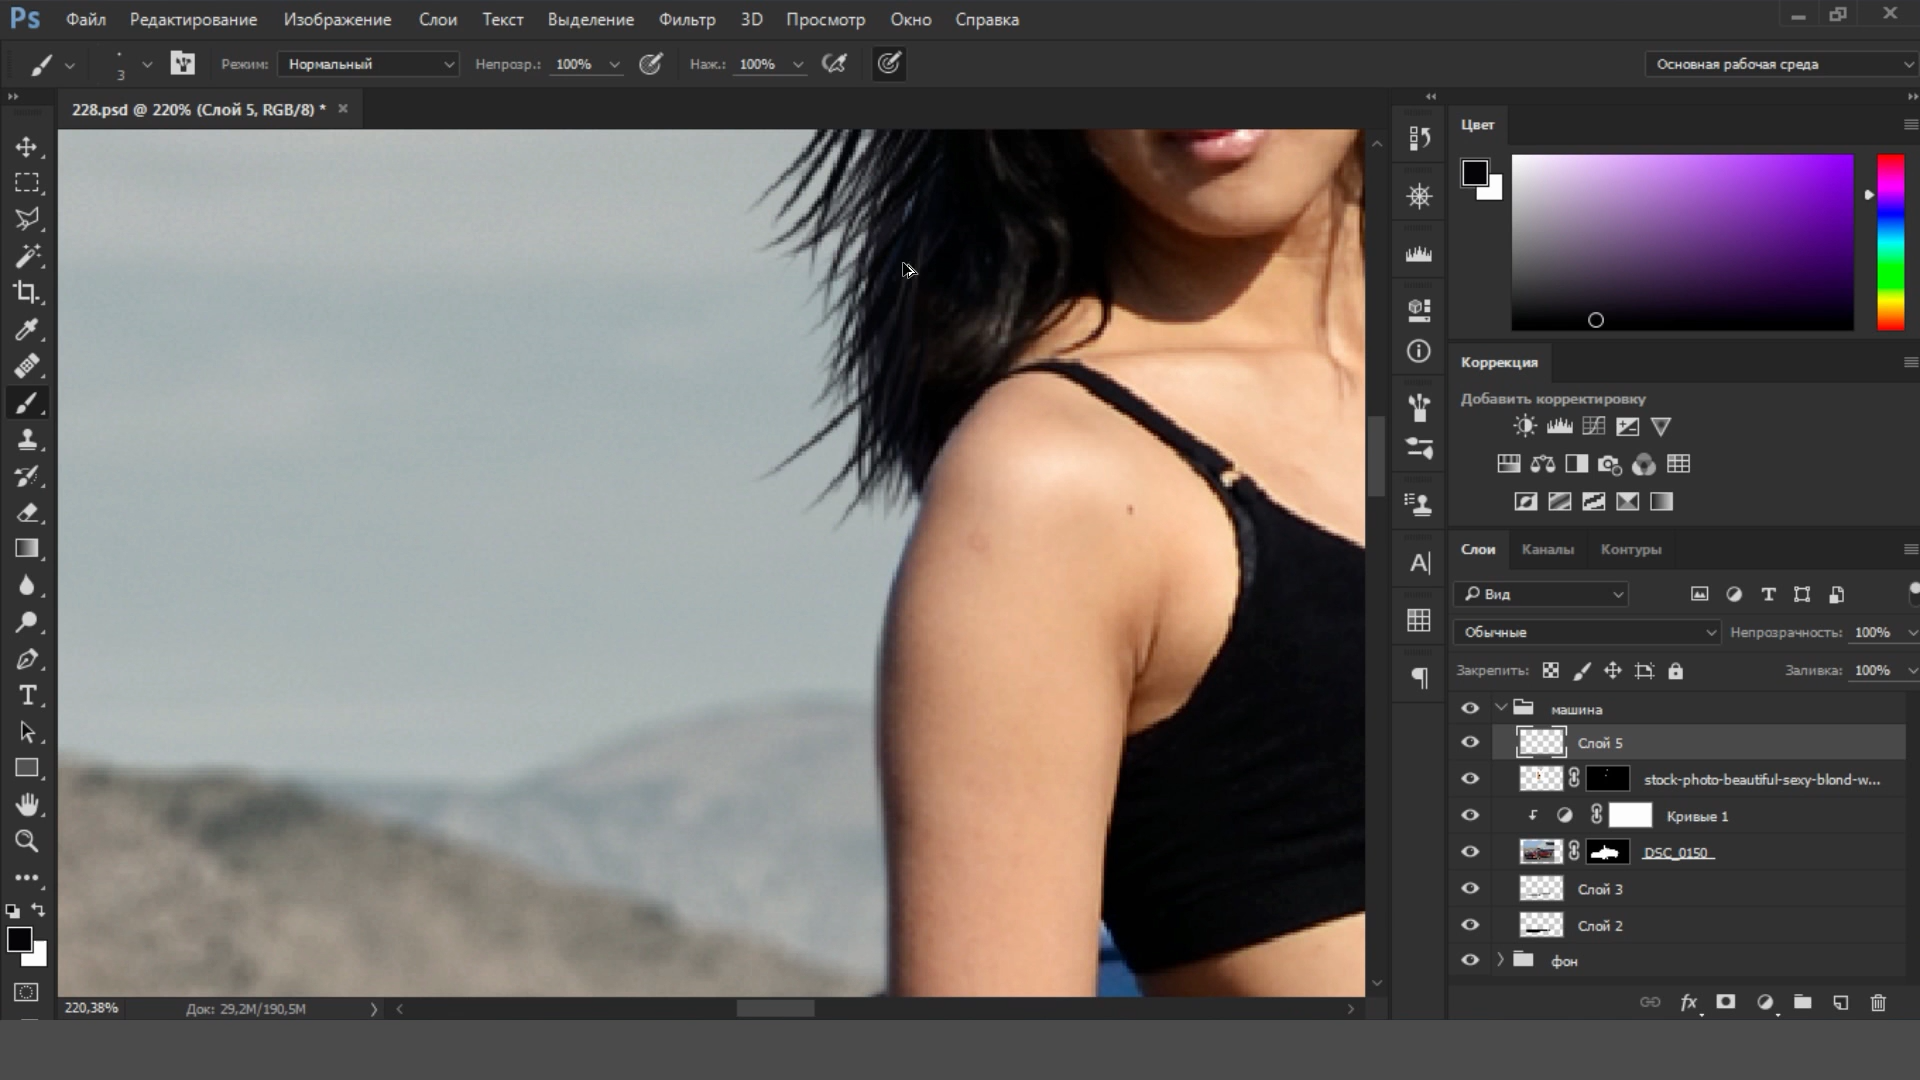 Ps Файл Редактирование Изображение Слои Текст Выделение Фильтр 3D Просмотр Окно Справка
3 Режим: Нормальный Непрозр.: 100% Наж.: 100% Основная рабочая среда
228.psd @ 220% (Слой 5, RGB/8) *
Цвет
Коррекция
Добавить корректировку
Слои Каналы Контуры
Вид
Обычные Непрозрачность: 100%
Закрепить: Заливка: 100%
машина
Слой 5
stock-photo-beautiful-sexy-blond-w...
Кривые 1
DSC_0150
Слой 3
Слой 2
фон
220,38% Док: 29,2M/190,5M